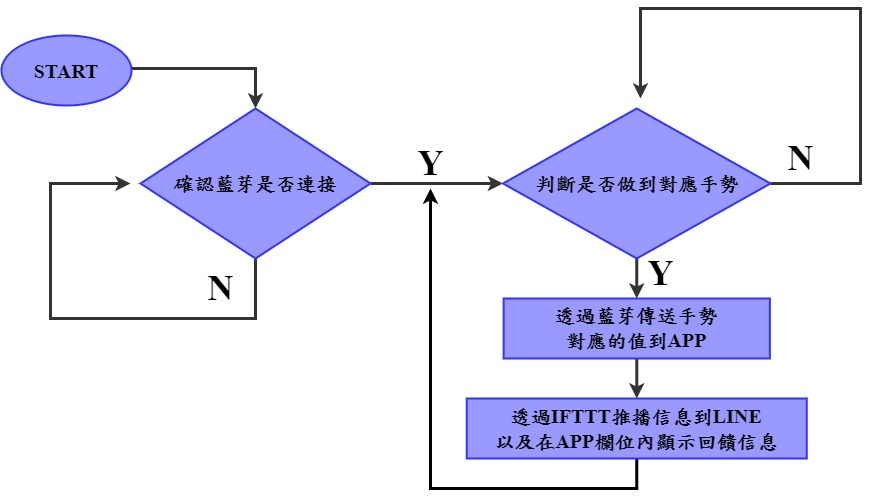 START
確認藍芽是否連接
N
Y
判斷是否做到對應手勢
N
Y
透過藍芽傳送手勢
對應的值到APP
透過IFTTT推播信息到LINE
以及在APP欄位內顯示回饋信息